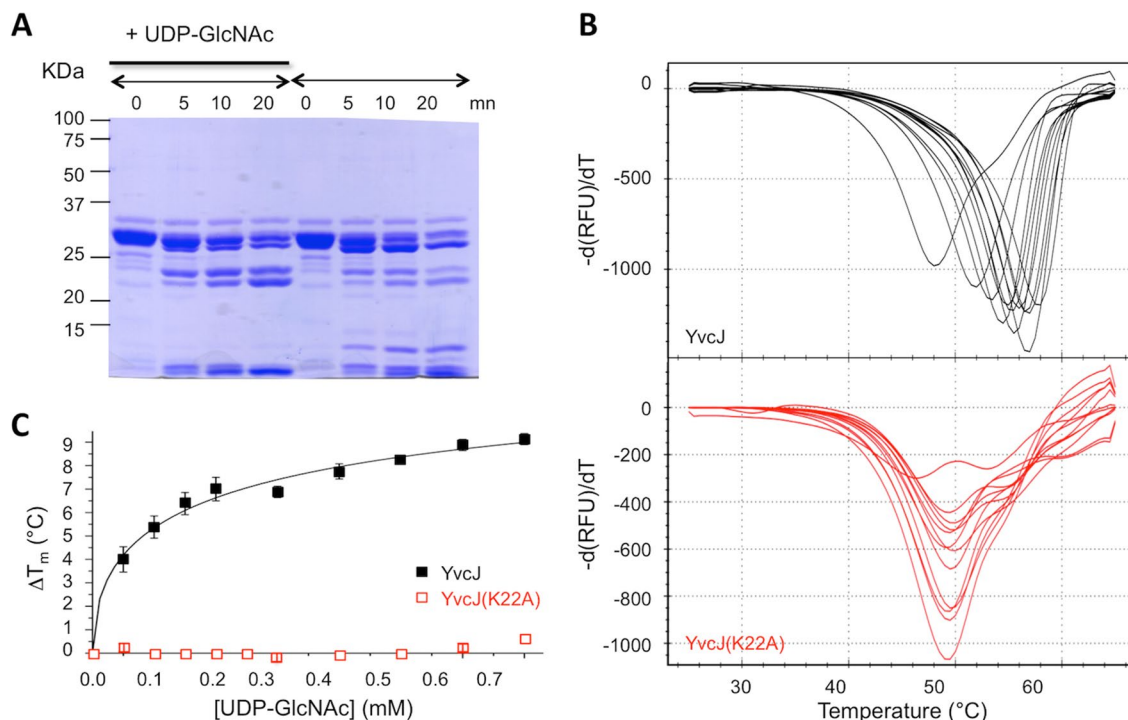 A
+ UDP-GlcNAc
KDa
0 5 10 20 0 5 10 20 mn
100
75
50
37
25
20
15
B
0
-500
-1000
-d(RFU)/dT
YvcJ
0
-200
-400
-600
-800
-1000
-d(RFU)/dT
YvcJ(K22A)
30 40 50 60
Temperature (°C)
C
9
8
7
6
5
4
3
2
1
0
ΔTm (°C)
YvcJ
YvcJ(K22A)
0.0 0.1 0.2 0.3 0.4 0.5 0.6 0.7
[UDP-GlcNAc] (mM)